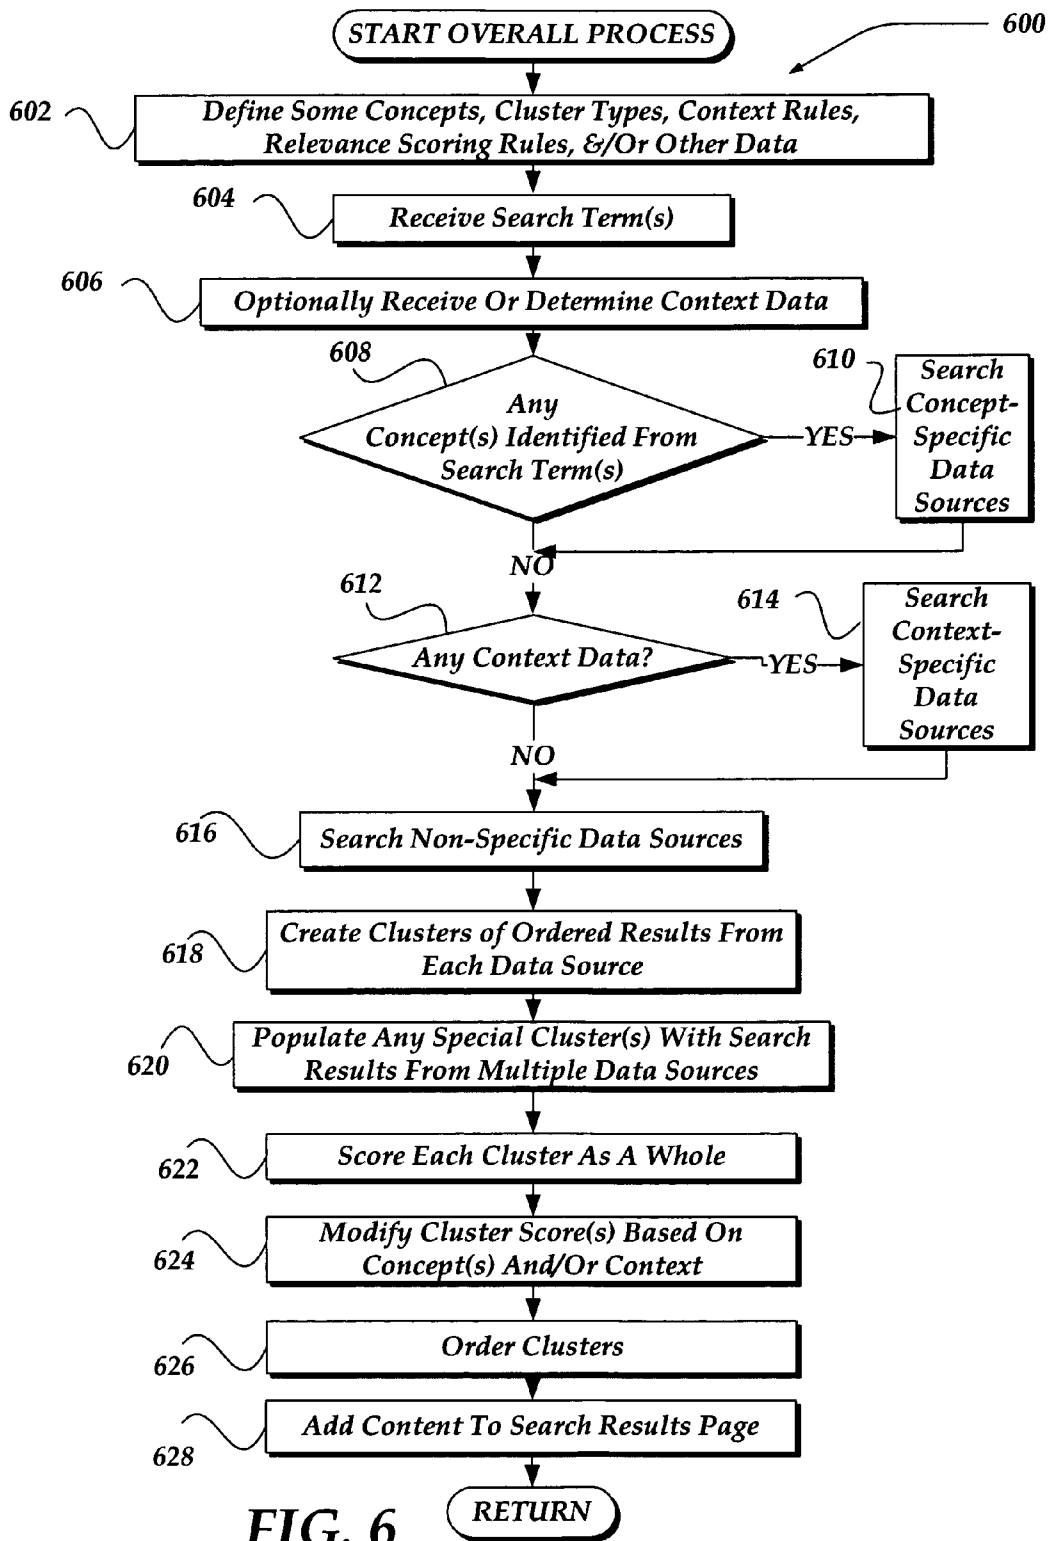 START OVERALL PROCESS
600
602
Define Some Concepts, Cluster Types, Context Rules,
Relevance Scoring Rules, &/Or Other Data
604
Receive Search Term(s)
606
Optionally Receive Or Determine Context Data
608
Any
Concept(s) Identified From
Search Term(s)
YES
610
Search
Concept-
Specific
Data
Sources
NO
612
Any Context Data?
YES
614
Search
Context-
Specific
Data
Sources
NO
616
Search Non-Specific Data Sources
618
Create Clusters of Ordered Results From
Each Data Source
620
Populate Any Special Cluster(s) With Search
Results From Multiple Data Sources
622
Score Each Cluster As A Whole
624
Modify Cluster Score(s) Based On
Concept(s) And/Or Context
626
Order Clusters
628
Add Content To Search Results Page
RETURN
FIG. 6